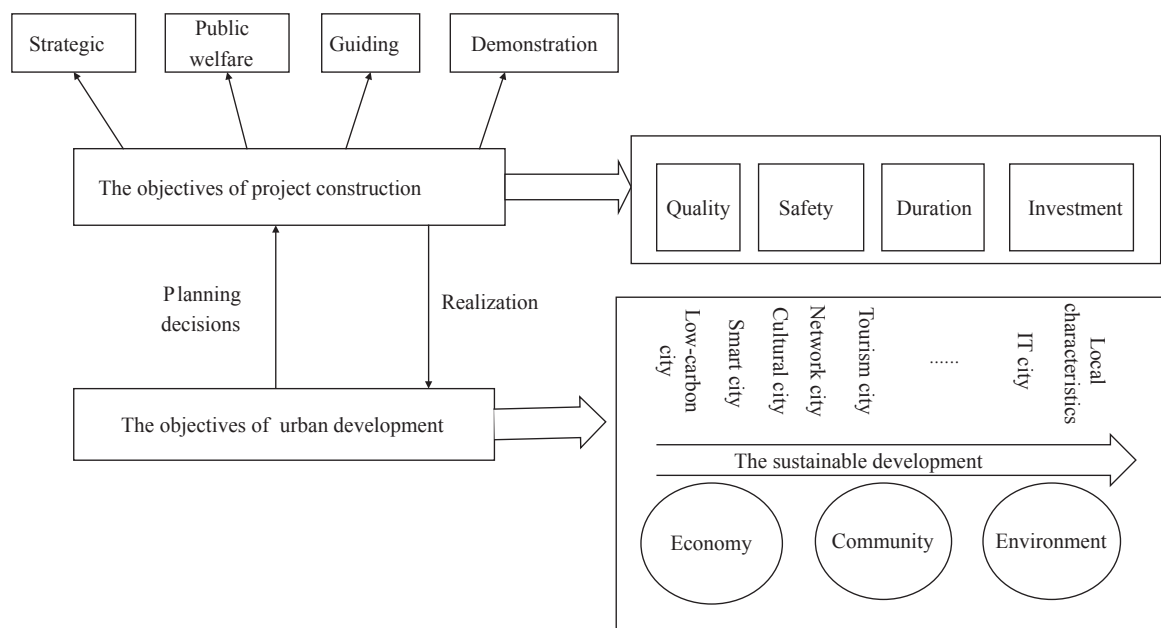 Strategic
Public
welfare
Guiding
Demonstration
The objectives of project construction
Quality
Safety
Duration
Investment
Planning
decisions
Realization
Low-carbon
city
Smart city
Cultural city
Network city
Tourism city
......
IT city
Local
characteristics
The objectives of urban development
The sustainable development
Economy
Community
Environment